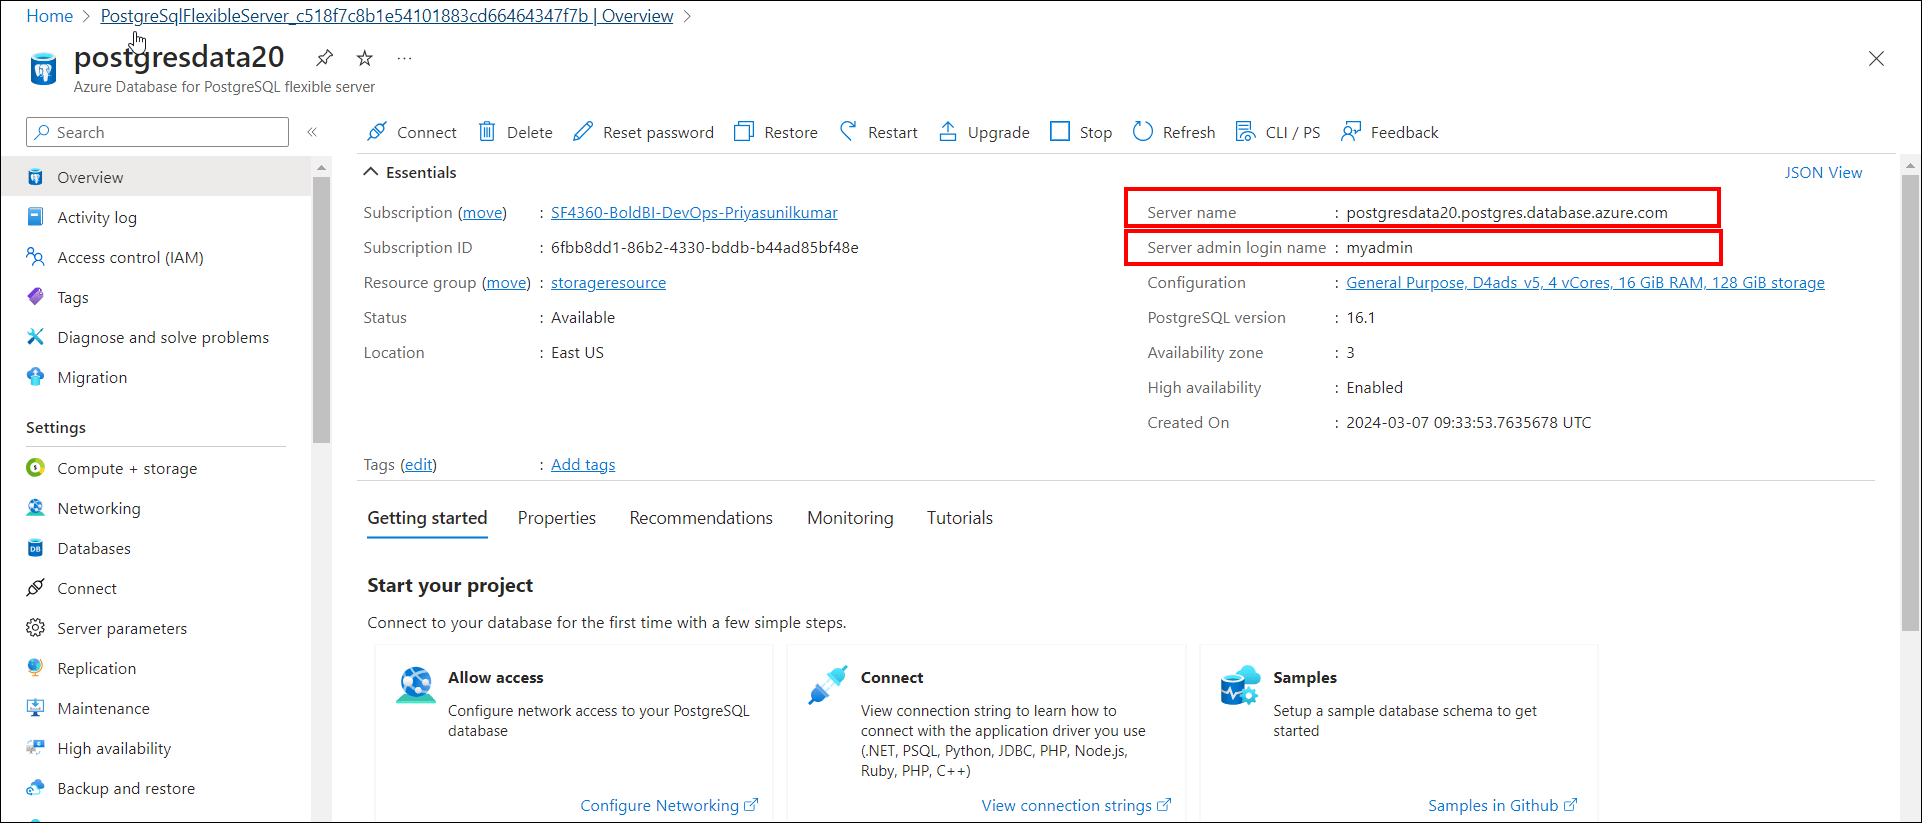 Home > PostgreSqlFlexibleServer_c518f7c8b1e54101883cd66464347f7b | Overview >
postgresdata20
Azure Database for PostgreSQL flexible server
Search
Connect Delete Reset password Restore Restart Upgrade Stop Refresh CLI / PS Feedback
Overview
Activity log
Access control (IAM)
Tags
Diagnose and solve problems
Migration
Settings
Compute + storage
Networking
Databases
Connect
Server parameters
Replication
Maintenance
High availability
Backup and restore
Essentials
JSON View
Subscription (move) : SF4360-BoldBI-DevOps-Priyasunilkumar
Subscription ID : 6fbb8dd1-86b2-4330-bddb-b44ad85bf48e
Resource group (move) : storageresource
Status : Available
Location : East US
Server name : postgresdata20.postgres.database.azure.com
Server admin login name : myadmin
Configuration : General Purpose, D4ads_v5, 4 vCores, 16 GiB RAM, 128 GiB storage
PostgreSQL version : 16.1
Availability zone : 3
High availability : Enabled
Created On : 2024-03-07 09:33:53.7635678 UTC
Tags (edit) : Add tags
Getting started Properties Recommendations Monitoring Tutorials
Start your project
Connect to your database for the first time with a few simple steps.
Allow access
Configure network access to your PostgreSQL
database
Configure Networking
Connect
View connection string to learn how to
connect with the application driver you use
(.NET, PSQL, Python, JDBC, PHP, Node.js,
Ruby, PHP, C++)
View connection strings
Samples
Setup a sample database schema to get
started
Samples in Github